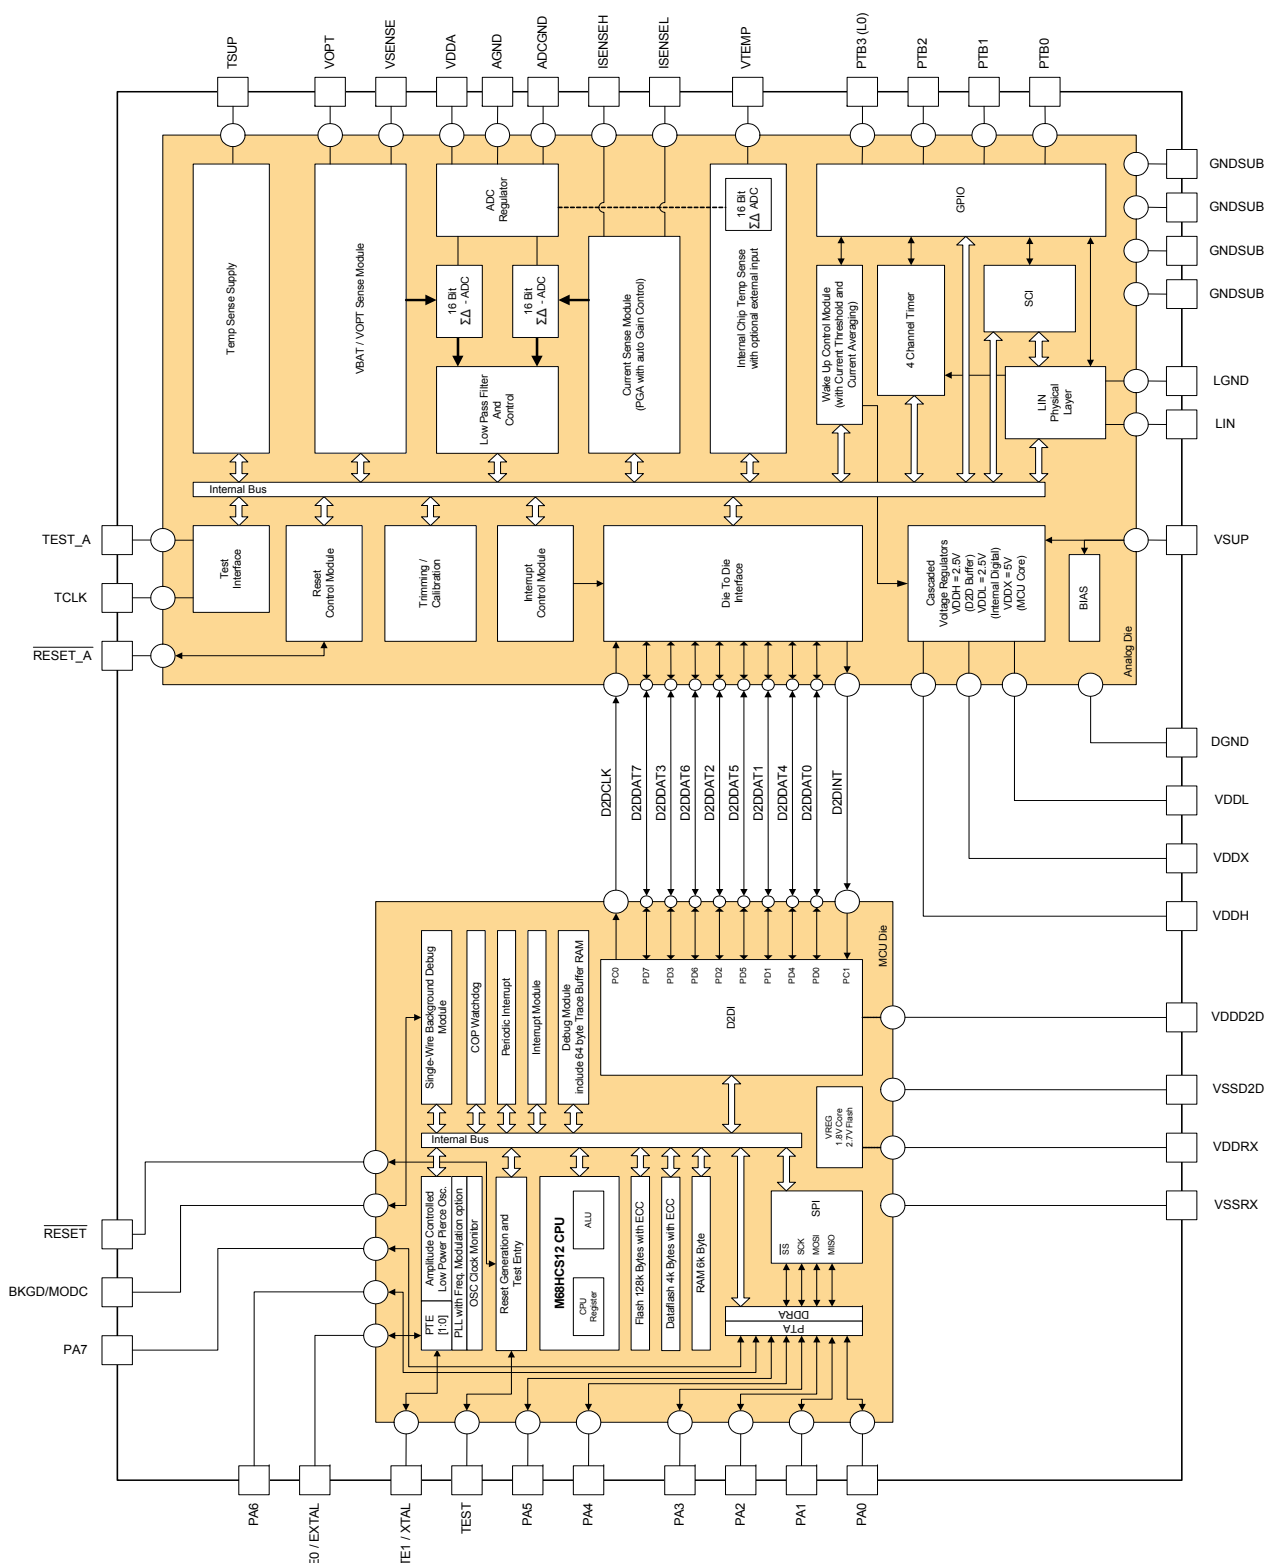 TSUP
VOPT
VSENSE
VDDA
AGND
ADCGND
ISENSEH
ISENSEL
VTEMP
PTB3 (L0)
PTB2
PTB1
PTB0
GNDSUB
GNDSUB
GNDSUB
GNDSUB
LGND
LIN
VSUP
DGND
VDDL
VDDX
VDDH
VDDD2D
VSSD2D
VDDRX
VSSRX
TEST_A
TCLK
RESET_A
Temp Sense Supply
VBAT / VOPT Sense Module
ADC
Regulator
16 Bit
ΣΔ - ADC
16 Bit
ΣΔ - ADC
Low Pass Filter
And
Control
Current Sense Module
(PGA with auto Gain Control)
16 Bit
ΣΔ ADC
Internal Chip Temp Sense
with optional external input
GPIO
Wake Up Control Module
(with Current Threshold and
Current Averaging)
4 Channel Timer
SCI
LIN
Physical
Layer
Internal Bus
Test
Interface
Reset
Control Module
Trimming /
Calibration
Interrupt
Control Module
Die To Die
Interface
Cascaded
Voltage Regulators
VDDH = 2.5V
(D2D Buffer)
VDDL = 2.5V
(Internal Digital)
VDDX = 5V
(MCU Core)
BIAS
Analog Die
D2DCLK
D2DDAT7
D2DDAT3
D2DDAT6
D2DDAT2
D2DDAT5
D2DDAT1
D2DDAT4
D2DDAT0
D2DINT
MCU Die
Single-Wire Background Debug
Module
COP Watchdog
Periodic Interrupt
Interrupt Module
Debug Module
include 64 byte Trace Buffer RAM
PC0
PD7
PD3
PD6
PD2
PD5
PD1
PD4
PD0
PC1
D2DI
VREG
1.8V Core
2.7V Flash
Internal Bus
Amplitude Controlled
Low Power Pierce Osc.
PTE
[1:0]
PLL with Freq. Modulation option
OSC Clock Monitor
Reset Generation and
Test Entry
M68HCS12 CPU
ALU
CPU
Register
Flash 128k Bytes with ECC
Dataflash 4k Bytes with ECC
RAM 6k Byte
SPI
SS
SCK
MOSI
MISO
DDRA
PTA
RESET
BKGD/MODC
PA7
PA6
E0 / EXTAL
TE1 / XTAL
TEST
PA5
PA4
PA3
PA2
PA1
PA0